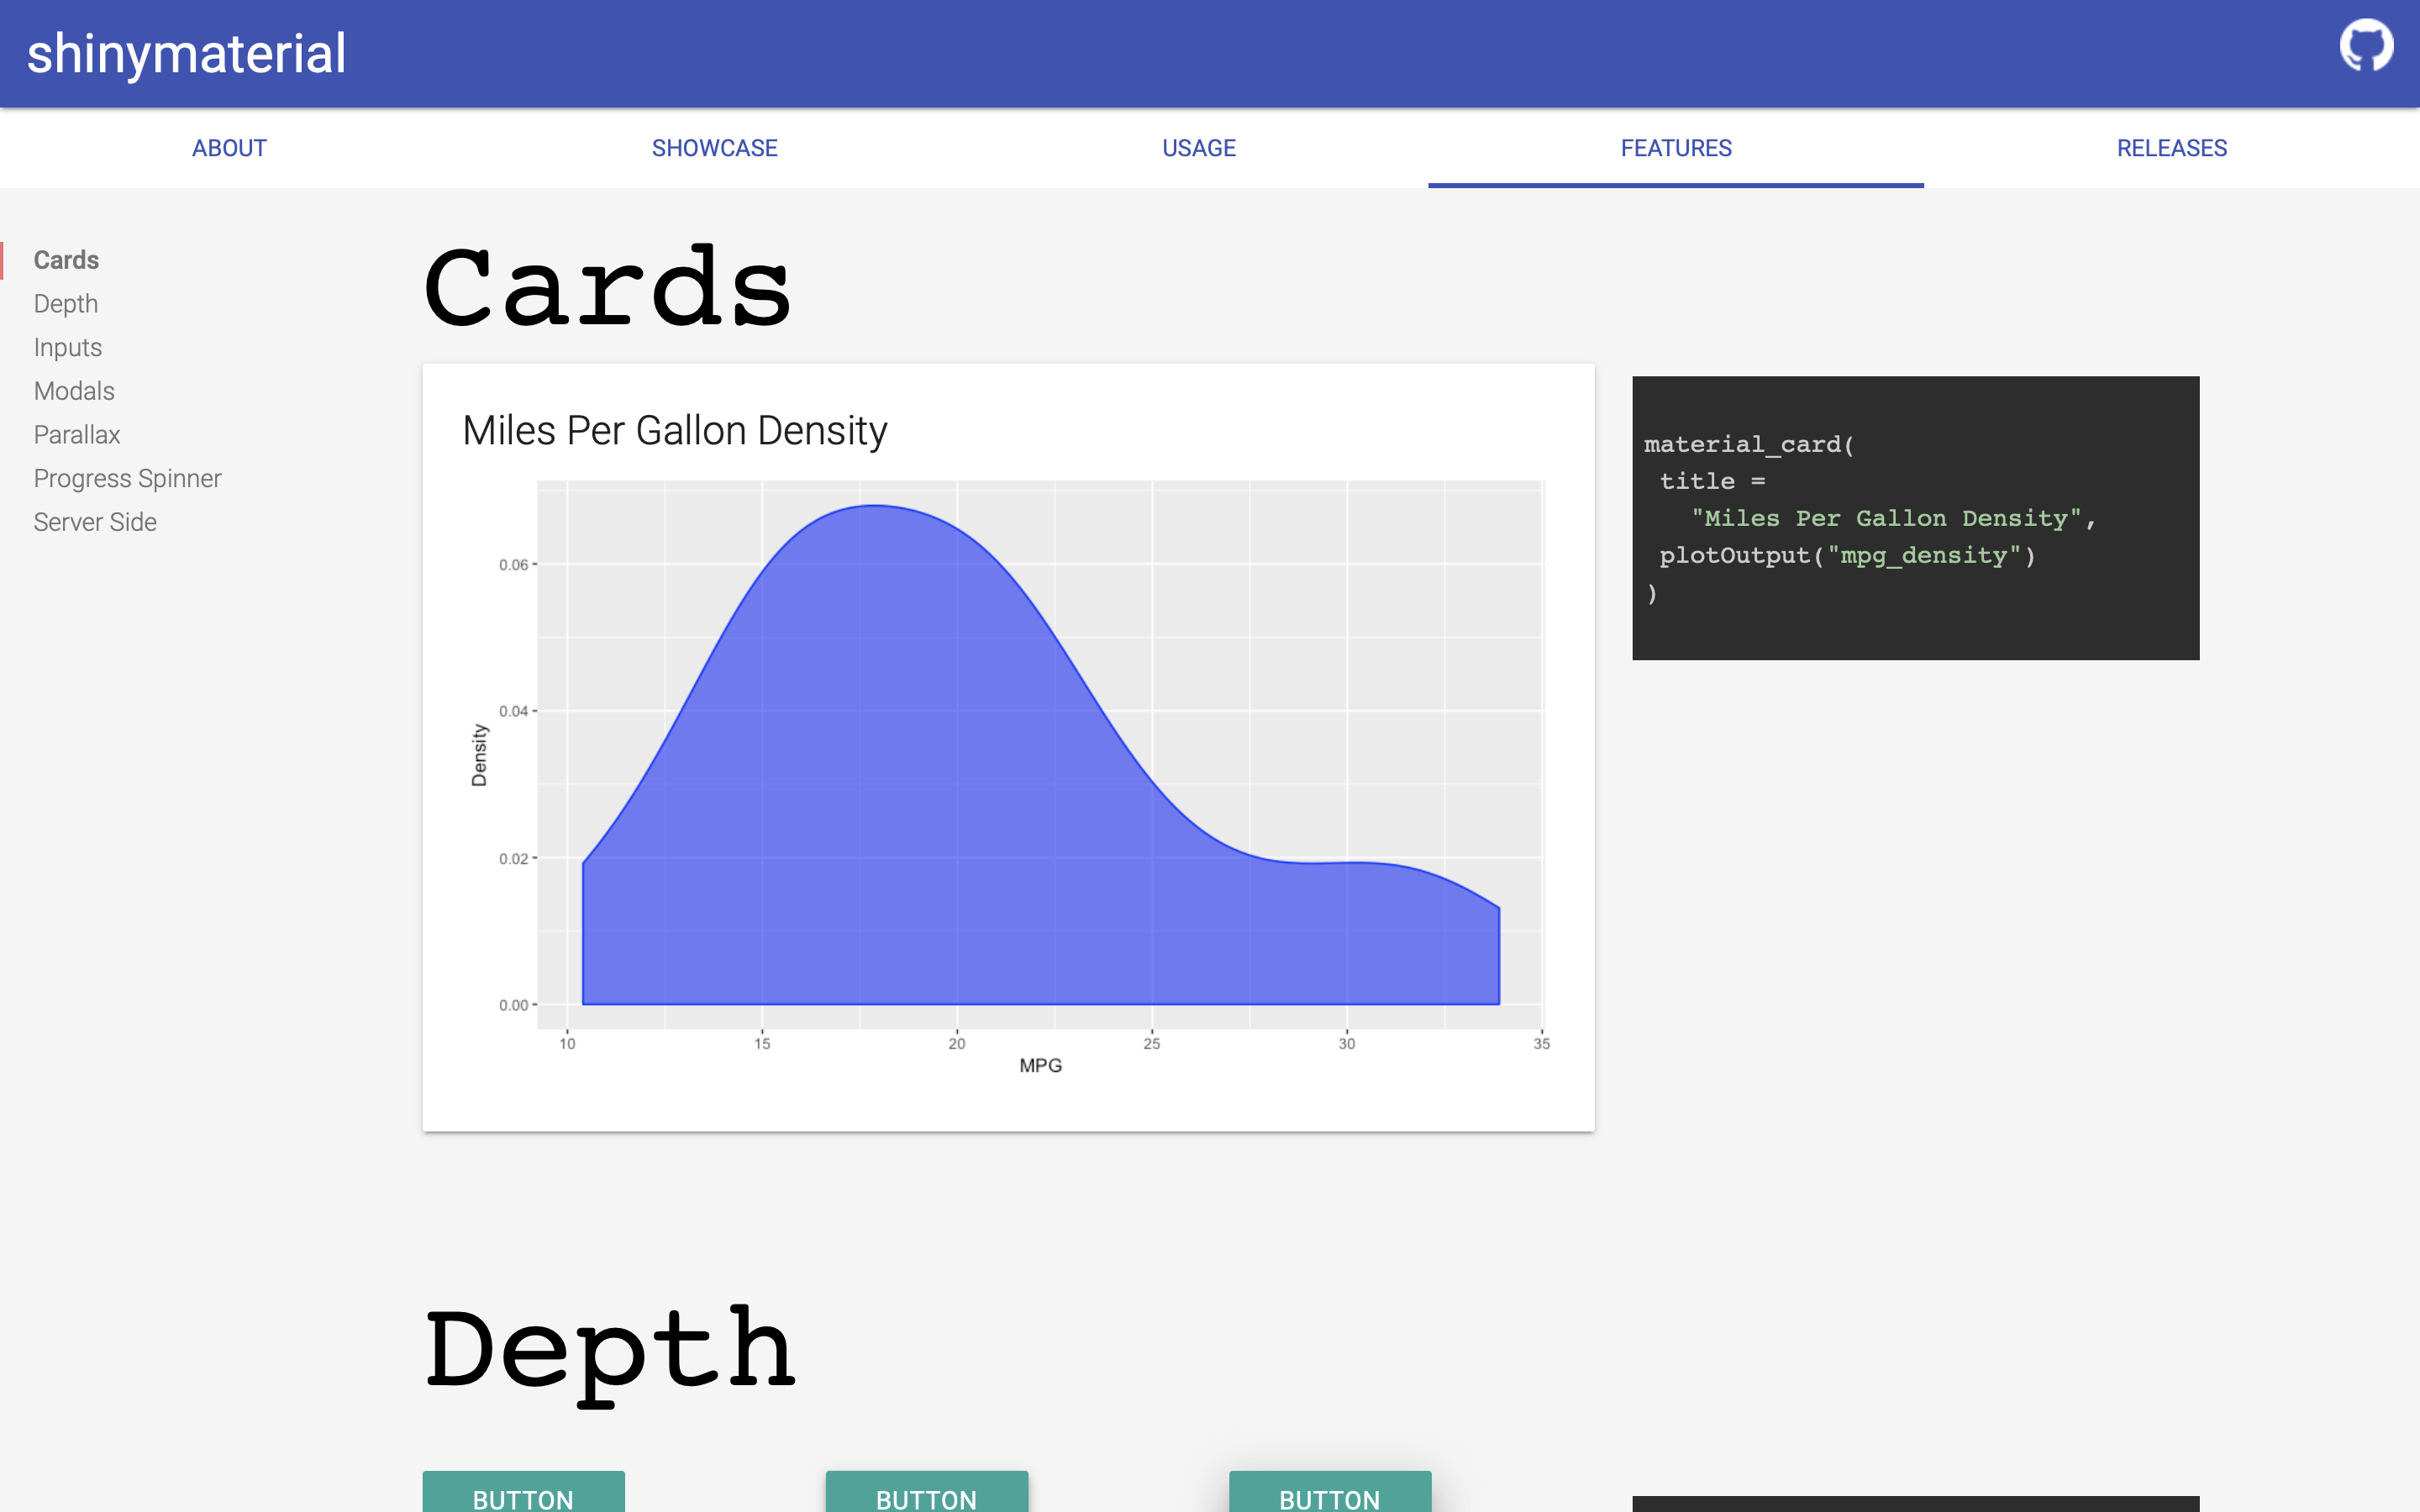 shinymaterial
ABOUT
SHOWCASE
USAGE
FEATURES
RELEASES
Cards
Depth
Inputs
Modals
Parallax
Progress Spinner
Server Side
Cards
Miles Per Gallon Density
0.06
0.04
0.02
0.00
Density
10
15
20
25
30
35
MPG
material_card(
title =
"Miles Per Gallon Density",
plotOutput("mpg_density")
)
Depth
BUTTON
BUTTON
BUTTON